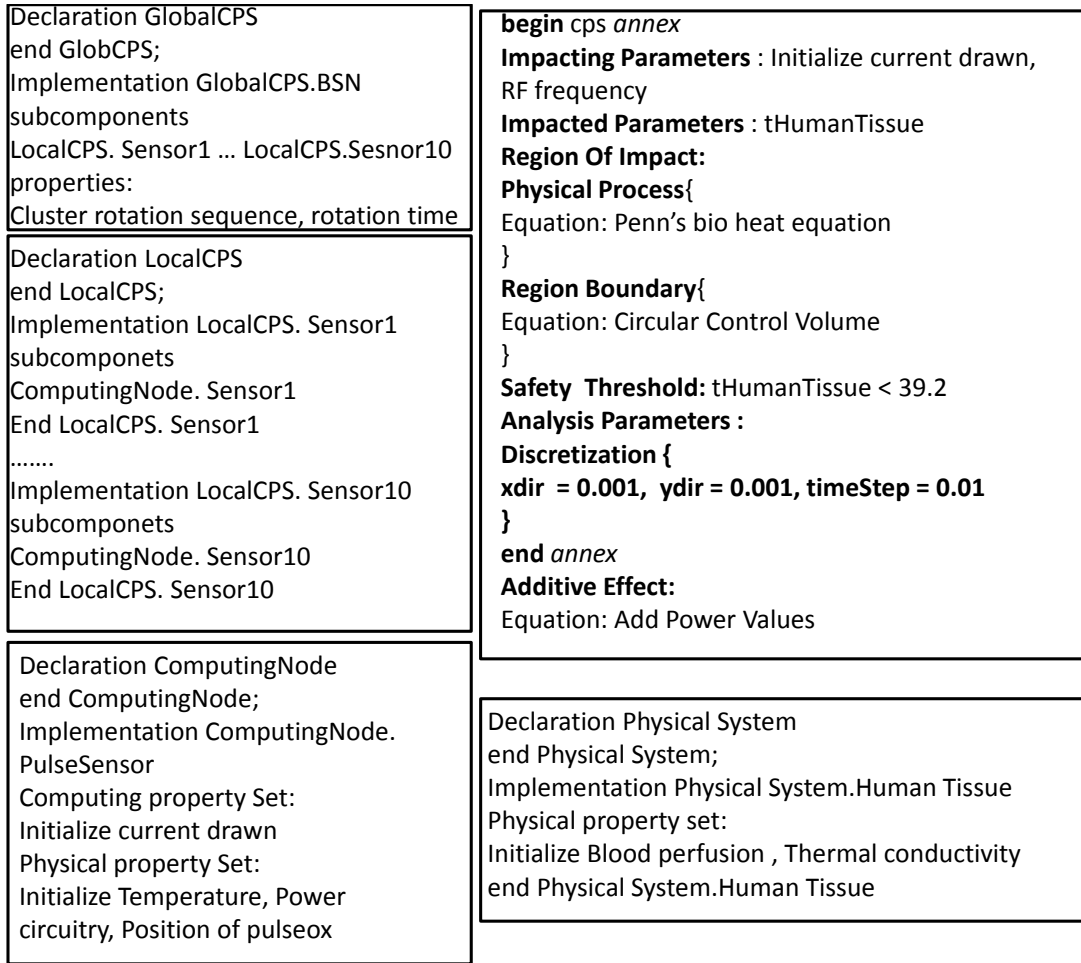 Declaration GlobalCPS
end GlobCPS;
Implementation GlobalCPS.BSN
subcomponents
LocalCPS. Sensor1 … LocalCPS.Sesnor10
properties:
Cluster rotation sequence, rotation time
Declaration LocalCPS
end LocalCPS;
Implementation LocalCPS. Sensor1
subcomponets
ComputingNode. Sensor1
End LocalCPS. Sensor1
…….
Implementation LocalCPS. Sensor10
subcomponets
ComputingNode. Sensor10
End LocalCPS. Sensor10
Declaration ComputingNode
end ComputingNode;
Implementation ComputingNode.
PulseSensor
Computing property Set:
Initialize current drawn
Physical property Set:
Initialize Temperature, Power
circuitry, Position of pulseox
begin cps annex
Impacting Parameters : Initialize current drawn,
RF frequency
Impacted Parameters : tHumanTissue
Region Of Impact:
Physical Process{
Equation: Penn’s bio heat equation
}
Region Boundary{
Equation: Circular Control Volume
}
Safety Threshold: tHumanTissue < 39.2
Analysis Parameters :
Discretization {
xdir = 0.001, ydir = 0.001, timeStep = 0.01
}
end annex
Additive Effect:
Equation: Add Power Values
Declaration Physical System
end Physical System;
Implementation Physical System.Human Tissue
Physical property set:
Initialize Blood perfusion , Thermal conductivity
end Physical System.Human Tissue